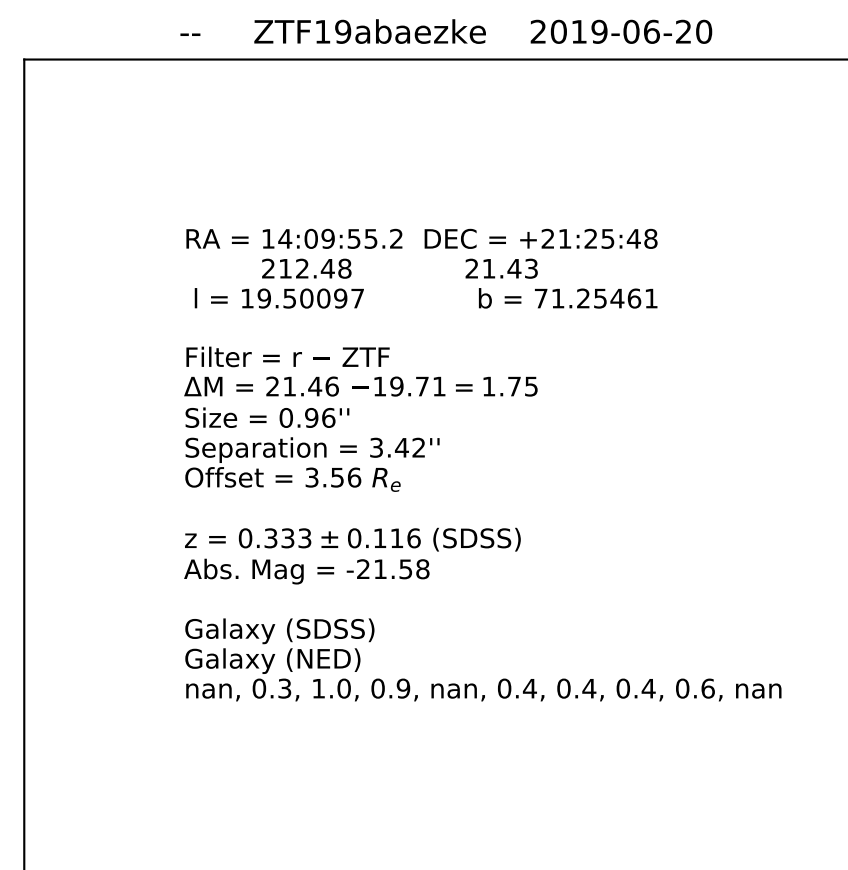 -- ZTF19abaezke 2019-06-20
RA = 14:09:55.2 DEC = +21:25:48
212.48 21.43
l = 19.50097 b = 71.25461
Filter = r − ZTF
ΔM = 21.46 −19.71 = 1.75
Size = 0.96''
Separation = 3.42''
Offset = 3.56 Rₑ
z = 0.333 ± 0.116 (SDSS)
Abs. Mag = -21.58
Galaxy (SDSS)
Galaxy (NED)
nan, 0.3, 1.0, 0.9, nan, 0.4, 0.4, 0.4, 0.6, nan